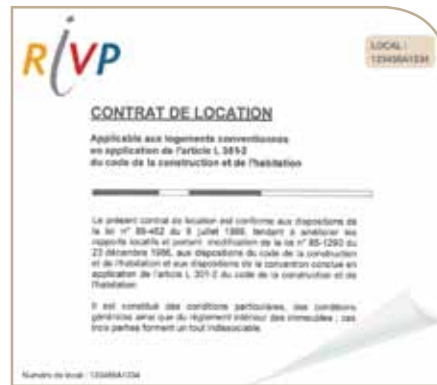 RIVP
LOCAL :
123456A1234
CONTRAT DE LOCATION
Applicable aux logements conventionnés
en application de l'article L 351-2
du code de la construction et de l'habitation
Le présent contrat de location est conforme aux dispositions de
la loi n° 89-462 du 6 juillet 1989, tendant à améliorer les
rapports locatifs et portant modification de la loi n° 86-1290 du
23 décembre 1986, aux dispositions du code de la construction
et de l'habitation et aux dispositions de la convention conclue en
application de l'article L 351-2 du code de la construction et de
l'habitation.
Il est constitué des conditions particulières, des conditions
générales ainsi que du règlement intérieur des immeubles ; ces
trois parties forment un tout indissociable.
Numéro de local : 123456A1234